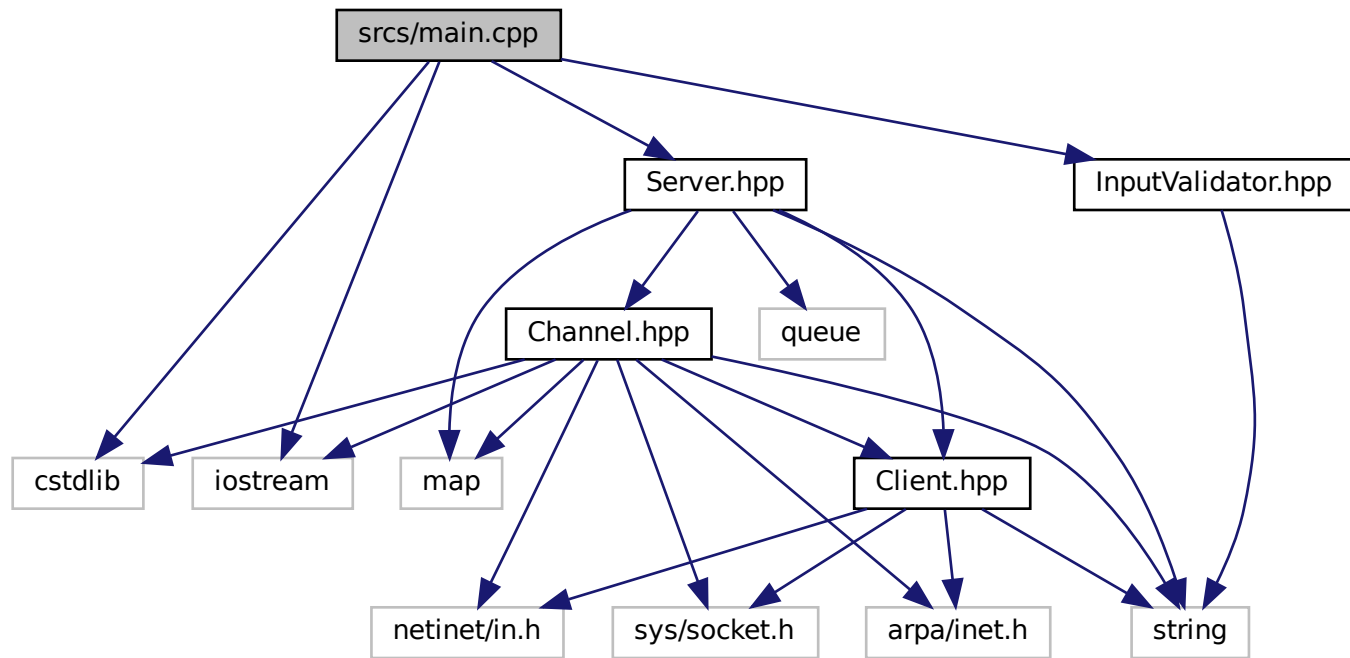 srcs/main.cpp
Server.hpp
InputValidator.hpp
Channel.hpp
queue
cstdlib
iostream
map
Client.hpp
netinet/in.h
sys/socket.h
arpa/inet.h
string